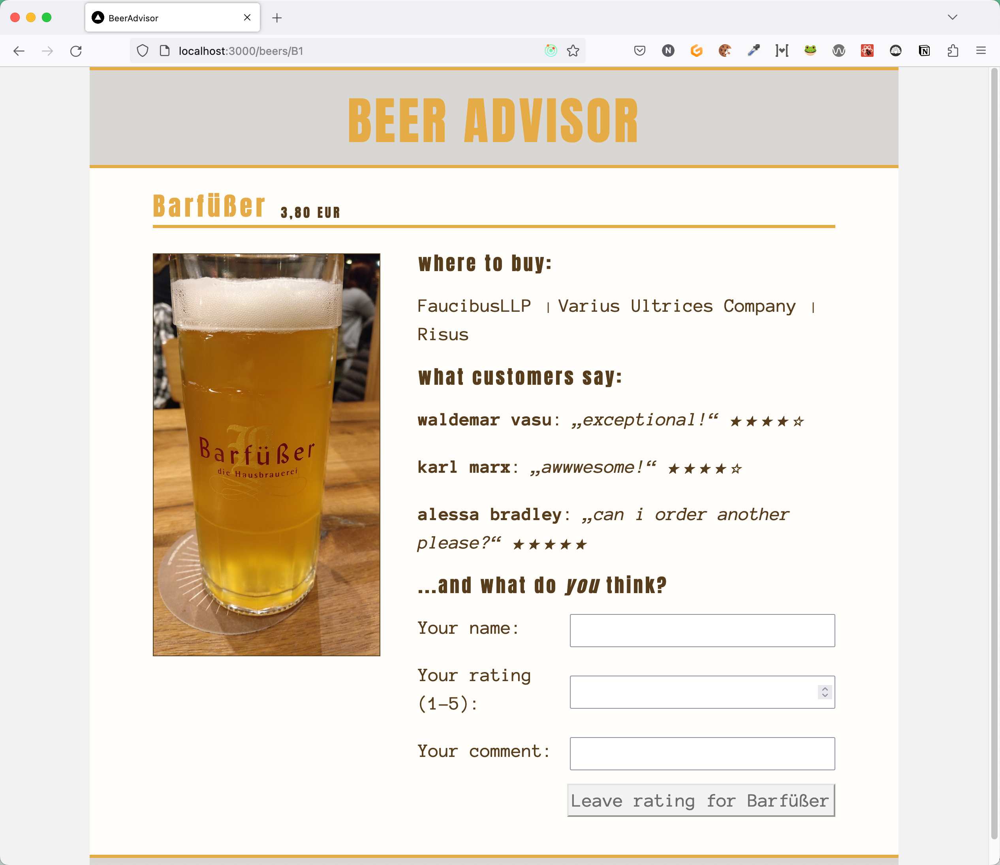 BeerAdvisor
localhost:3000/beers/B1
BEER ADVISOR
Barfüßer 3,80 EUR
where to buy:
FaucibusLLP | Varius Ultrices Company |
Risus
what customers say:
waldemar vasu: „exceptional!“ ★★★★☆
karl marx: „awwwesome!“ ★★★★☆
alessa bradley: „can i order another
please?“ ★★★★★
Barfüßer
die Hausbrauerei
...and what do you think?
Your name:
Your rating
(1-5):
Your comment:
Leave rating for Barfüßer